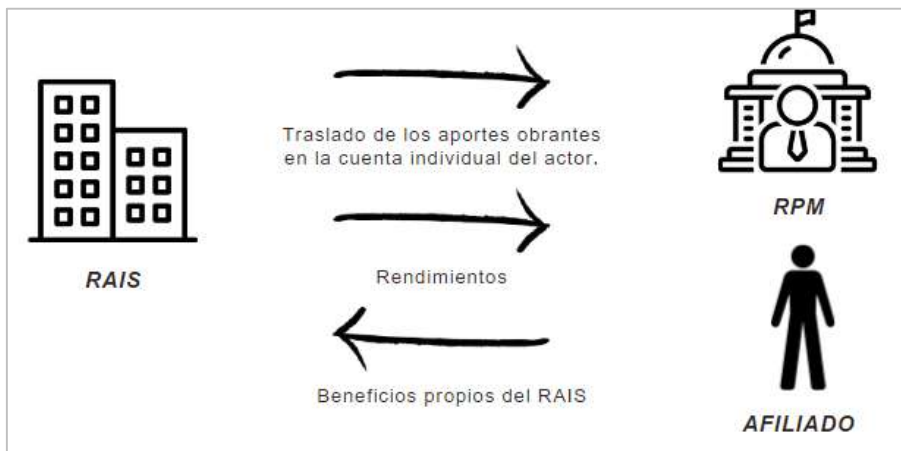 Traslado de los aportes obrantes
en la cuenta individual del actor.
RPM
RAIS
Rendimientos
Beneficios propios del RAIS
AFILIADO